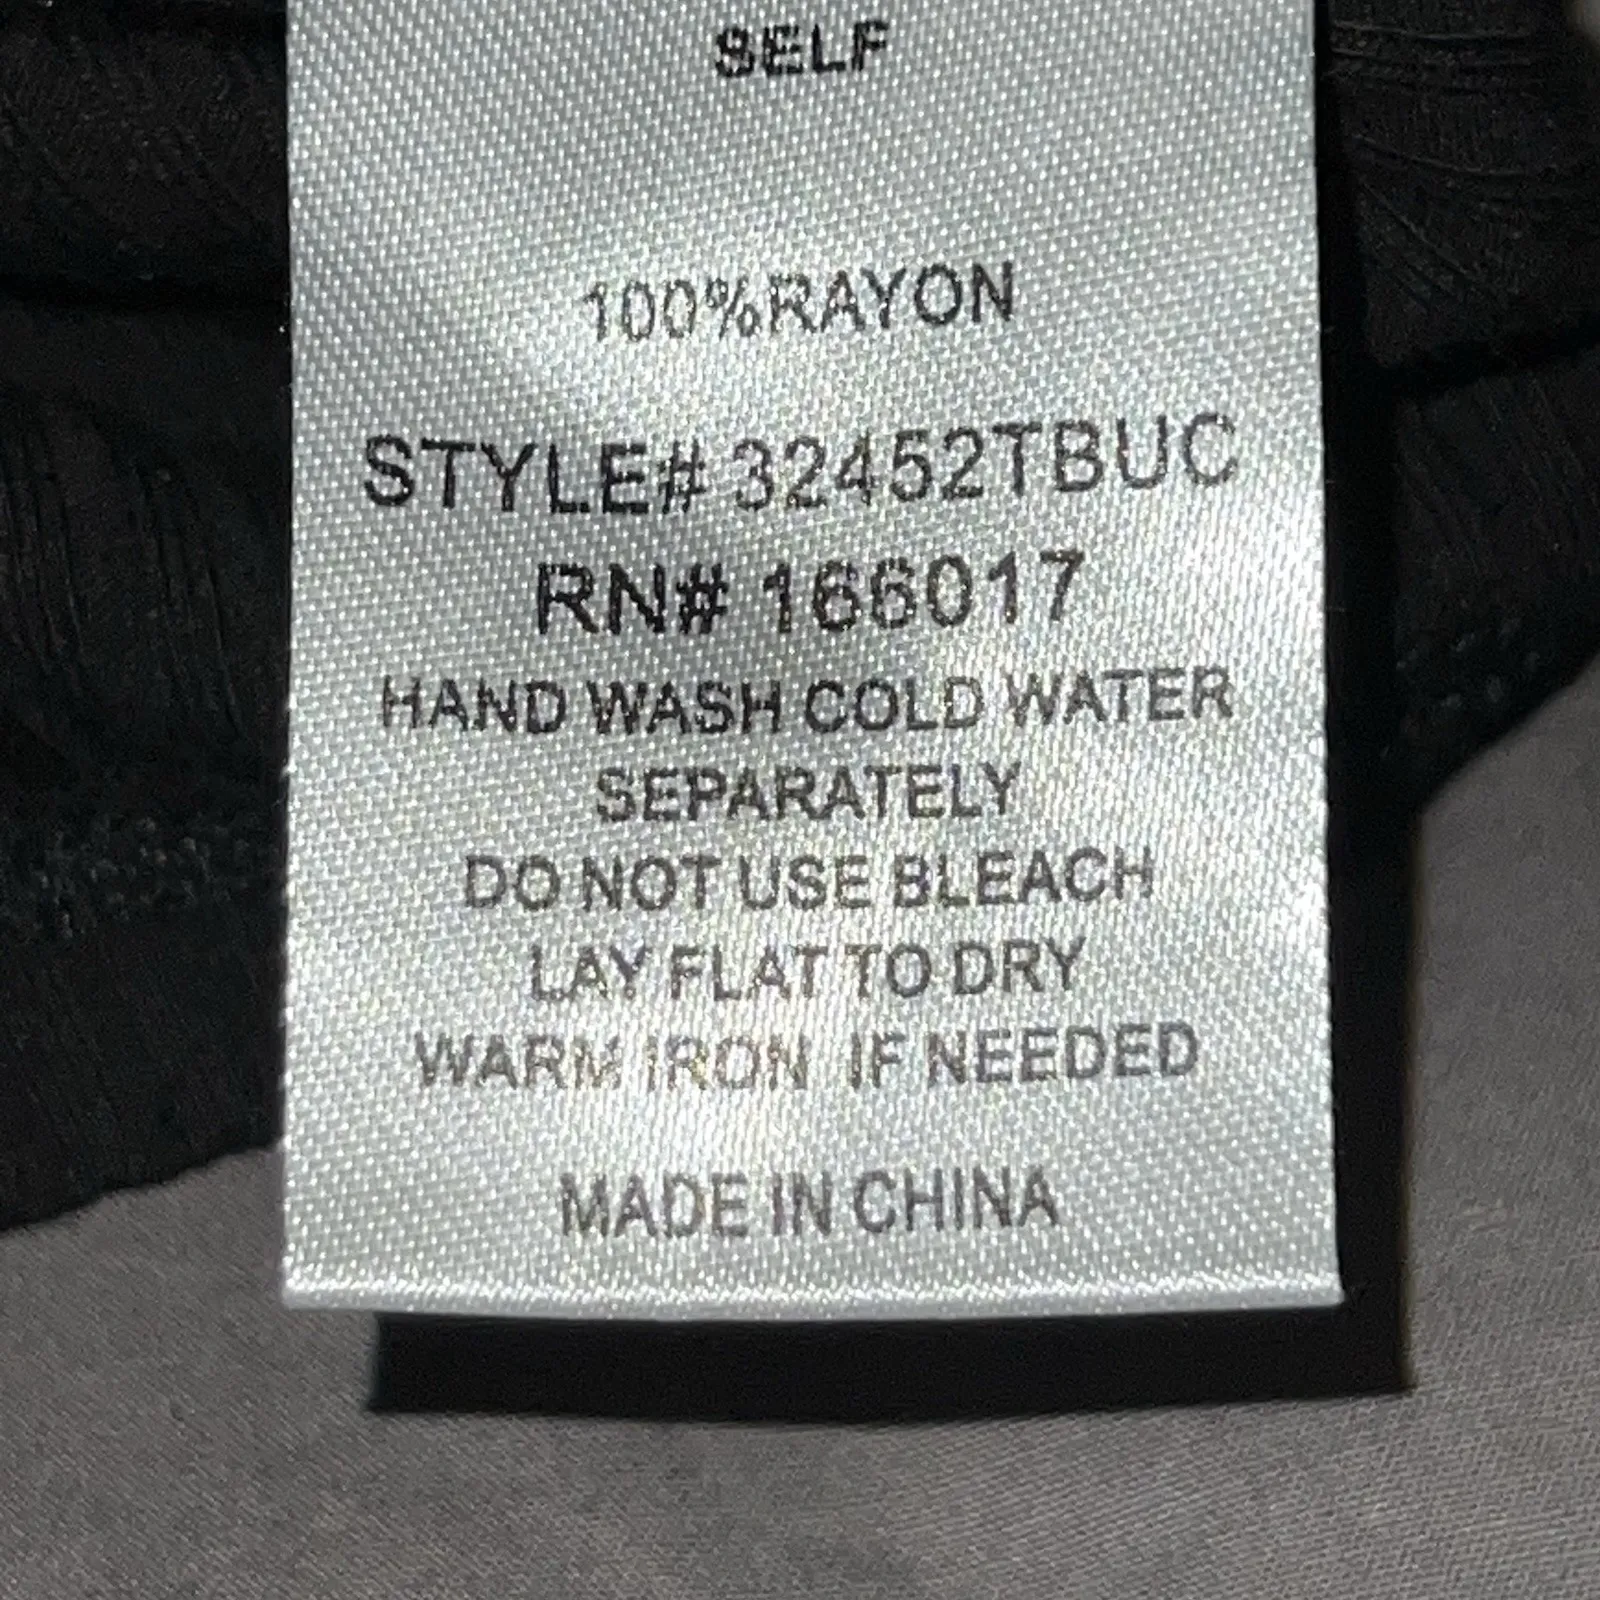 SELF
100%RAYON
STYLE# 32452TBUC
RN# 166017
HAND WASH COLD WATER
SEPARATELY
DO NOT USE BLEACH
LAY FLAT TO DRY
WARM IRON IF NEEDED
MADE IN CHINA